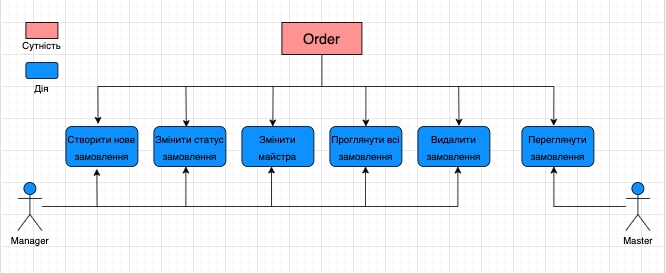 Order
Сутність
Дія
Створити нове
замовлення
Змінити статус
замовлення
Змінити
майстра
Проглянути всі
замовлення
Видалити
замовлення
Переглянути
замовлення
Manager
Master